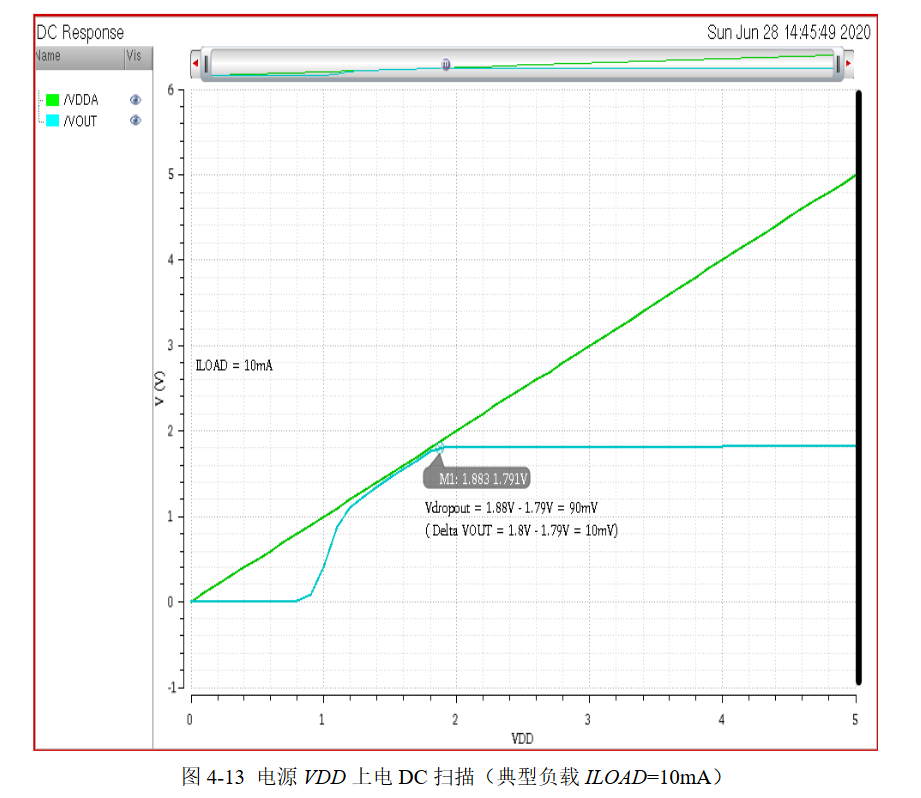 DC Response
Sun Jun 28 14:45:49 2020
Name
Vis
/VDDA
/VOUT
6
5
4
3
2
1
0
-1
V (V)
ILOAD = 10mA
M1: 1.883 1.791V
Vdropout = 1.88V - 1.79V = 90mV
( Delta VOUT = 1.8V - 1.79V = 10mV)
0
1
2
3
4
5
VDD
图 4-13 电源 VDD 上电 DC 扫描（典型负载 ILOAD=10mA）